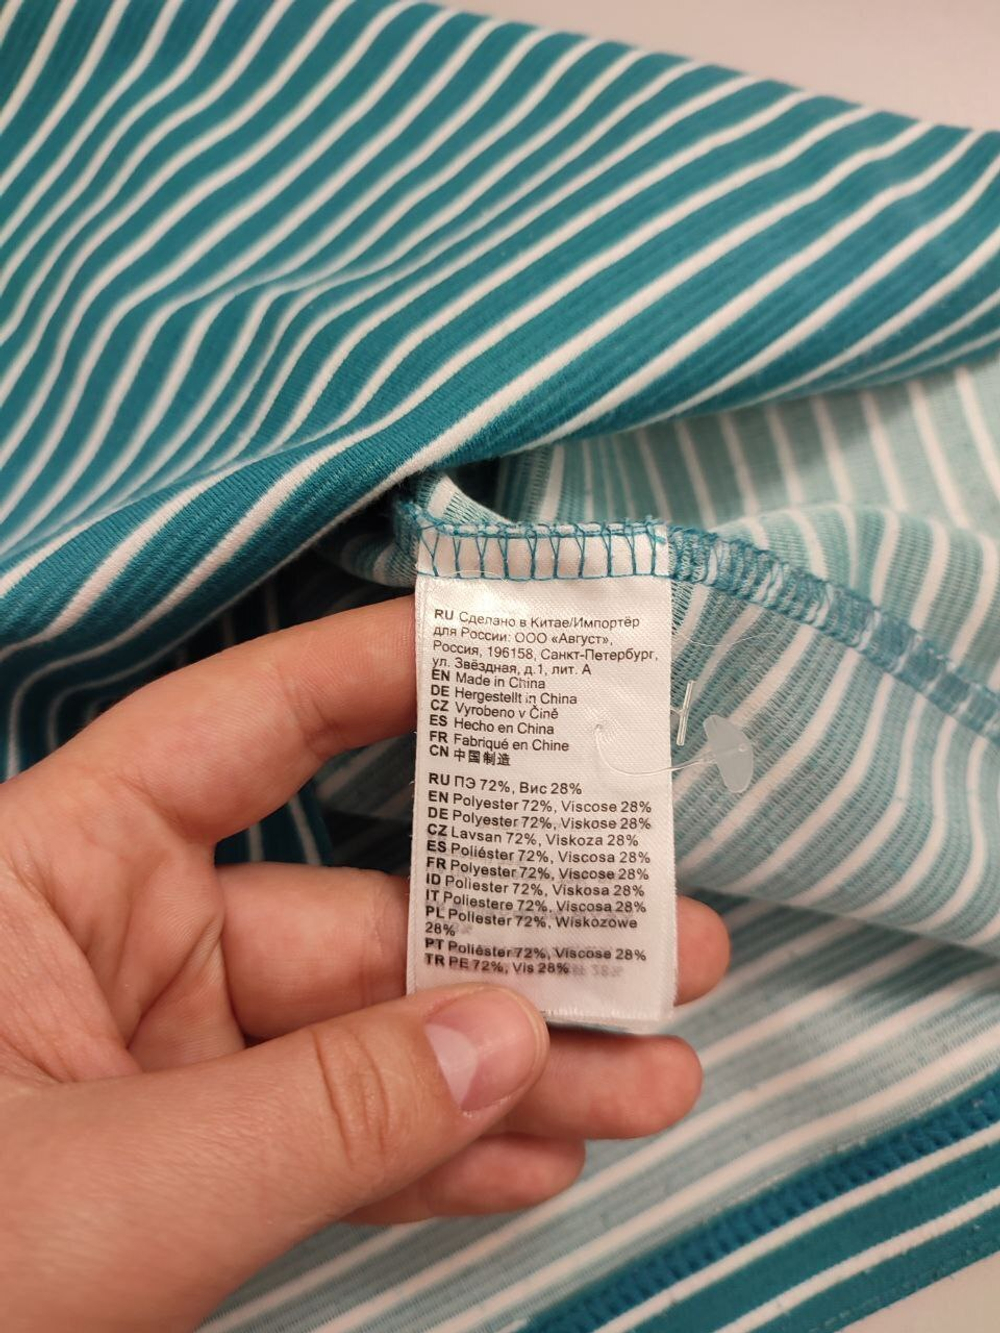 RU Сделано в Китае/Импортёр
для России: ООО «Август»,
Россия, 196158, Санкт-Петербург,
ул. Звёздная, д.1, лит. А
EN Made in China
DE Hergestellt in China
CZ Vyrobeno v Čině
ES Hecho en China
FR Fabriqué en Chine
CN 中国制造
RU ПЭ 72%, Вис 28%
EN Polyester 72%, Viscose 28%
DE Polyester 72%, Viskose 28%
CZ Lavsan 72%, Viskoza 28%
ES Poliéster 72%, Viscosa 28%
FR Polyester 72%, Viscose 28%
ID Poliester 72%, Viskosa 28%
IT Poliestere 72%, Viscosa 28%
PL Poliester 72%, Wiskozowe
28%
PT Poliéster 72%, Viscose 28%
TR PE 72%, Vis 28%